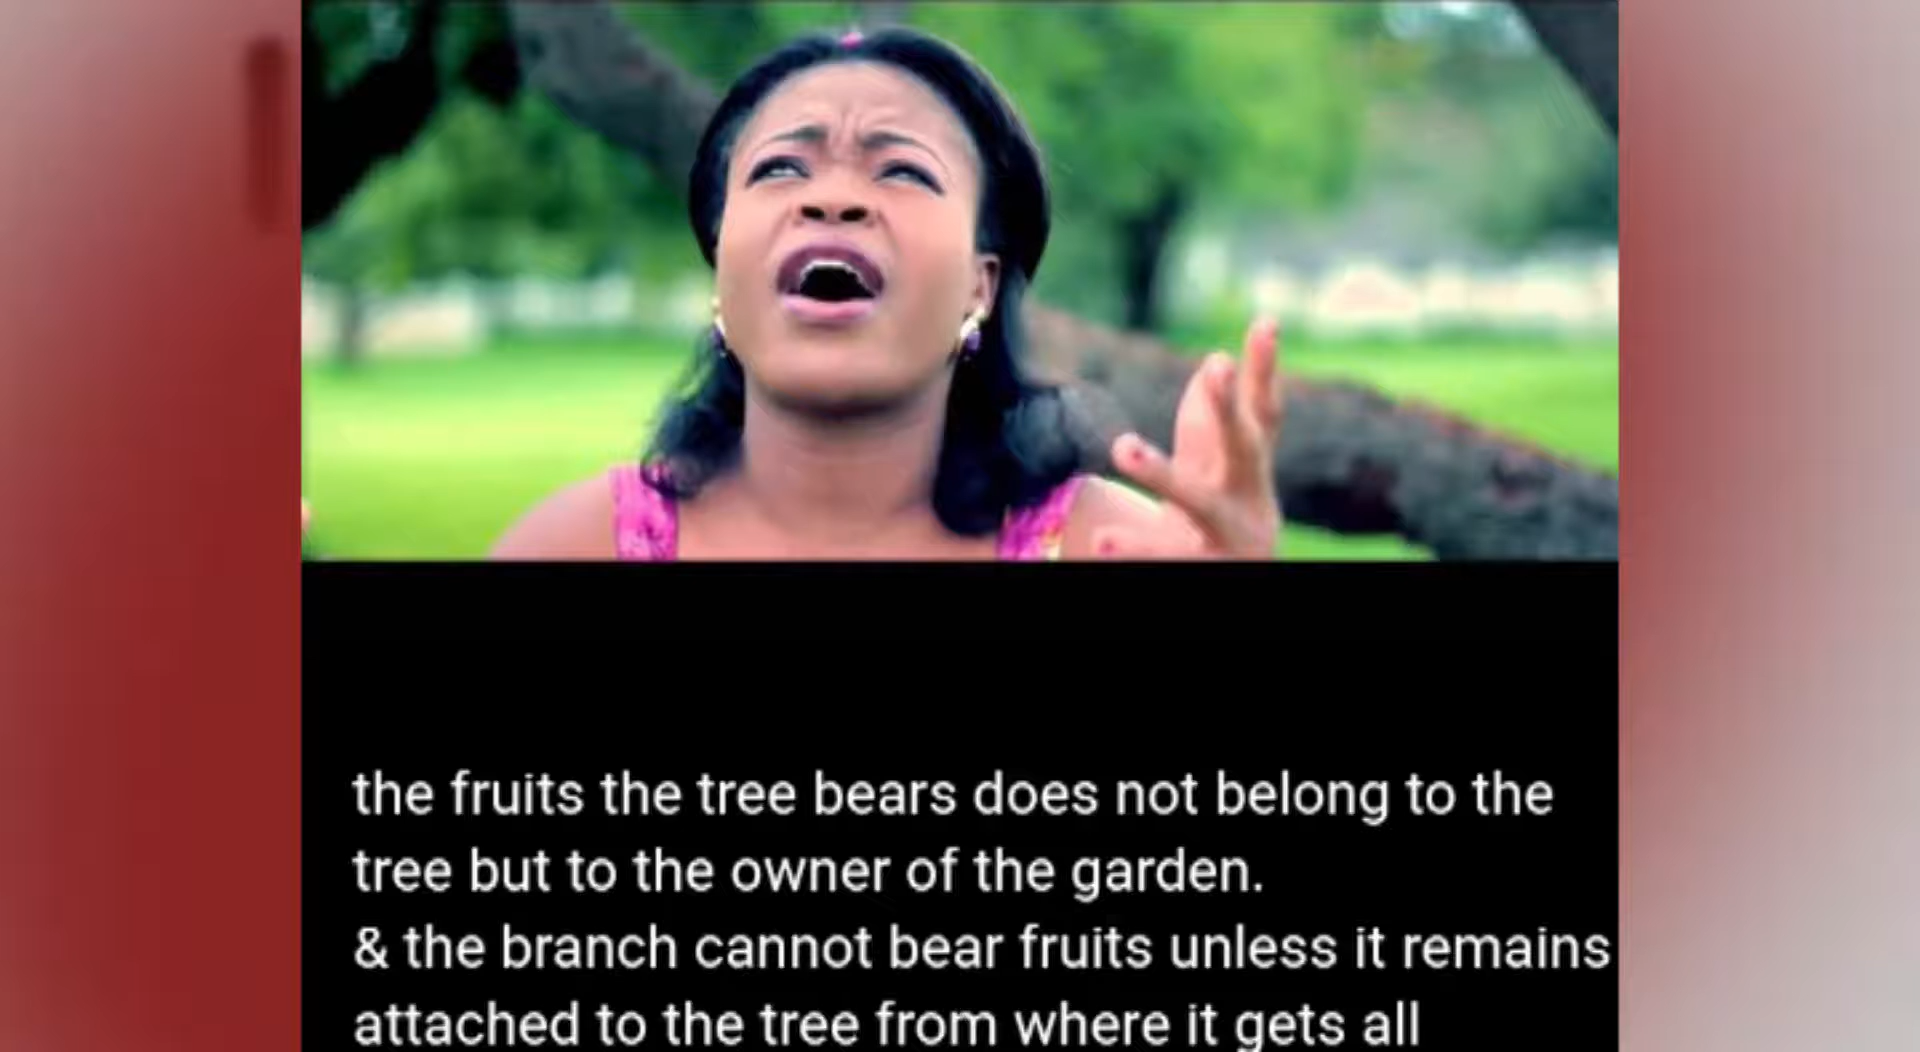 the fruits the tree bears does not belong to the
tree but to the owner of the garden.
& the branch cannot bear fruits unless it remains
attached to the tree from where it gets all